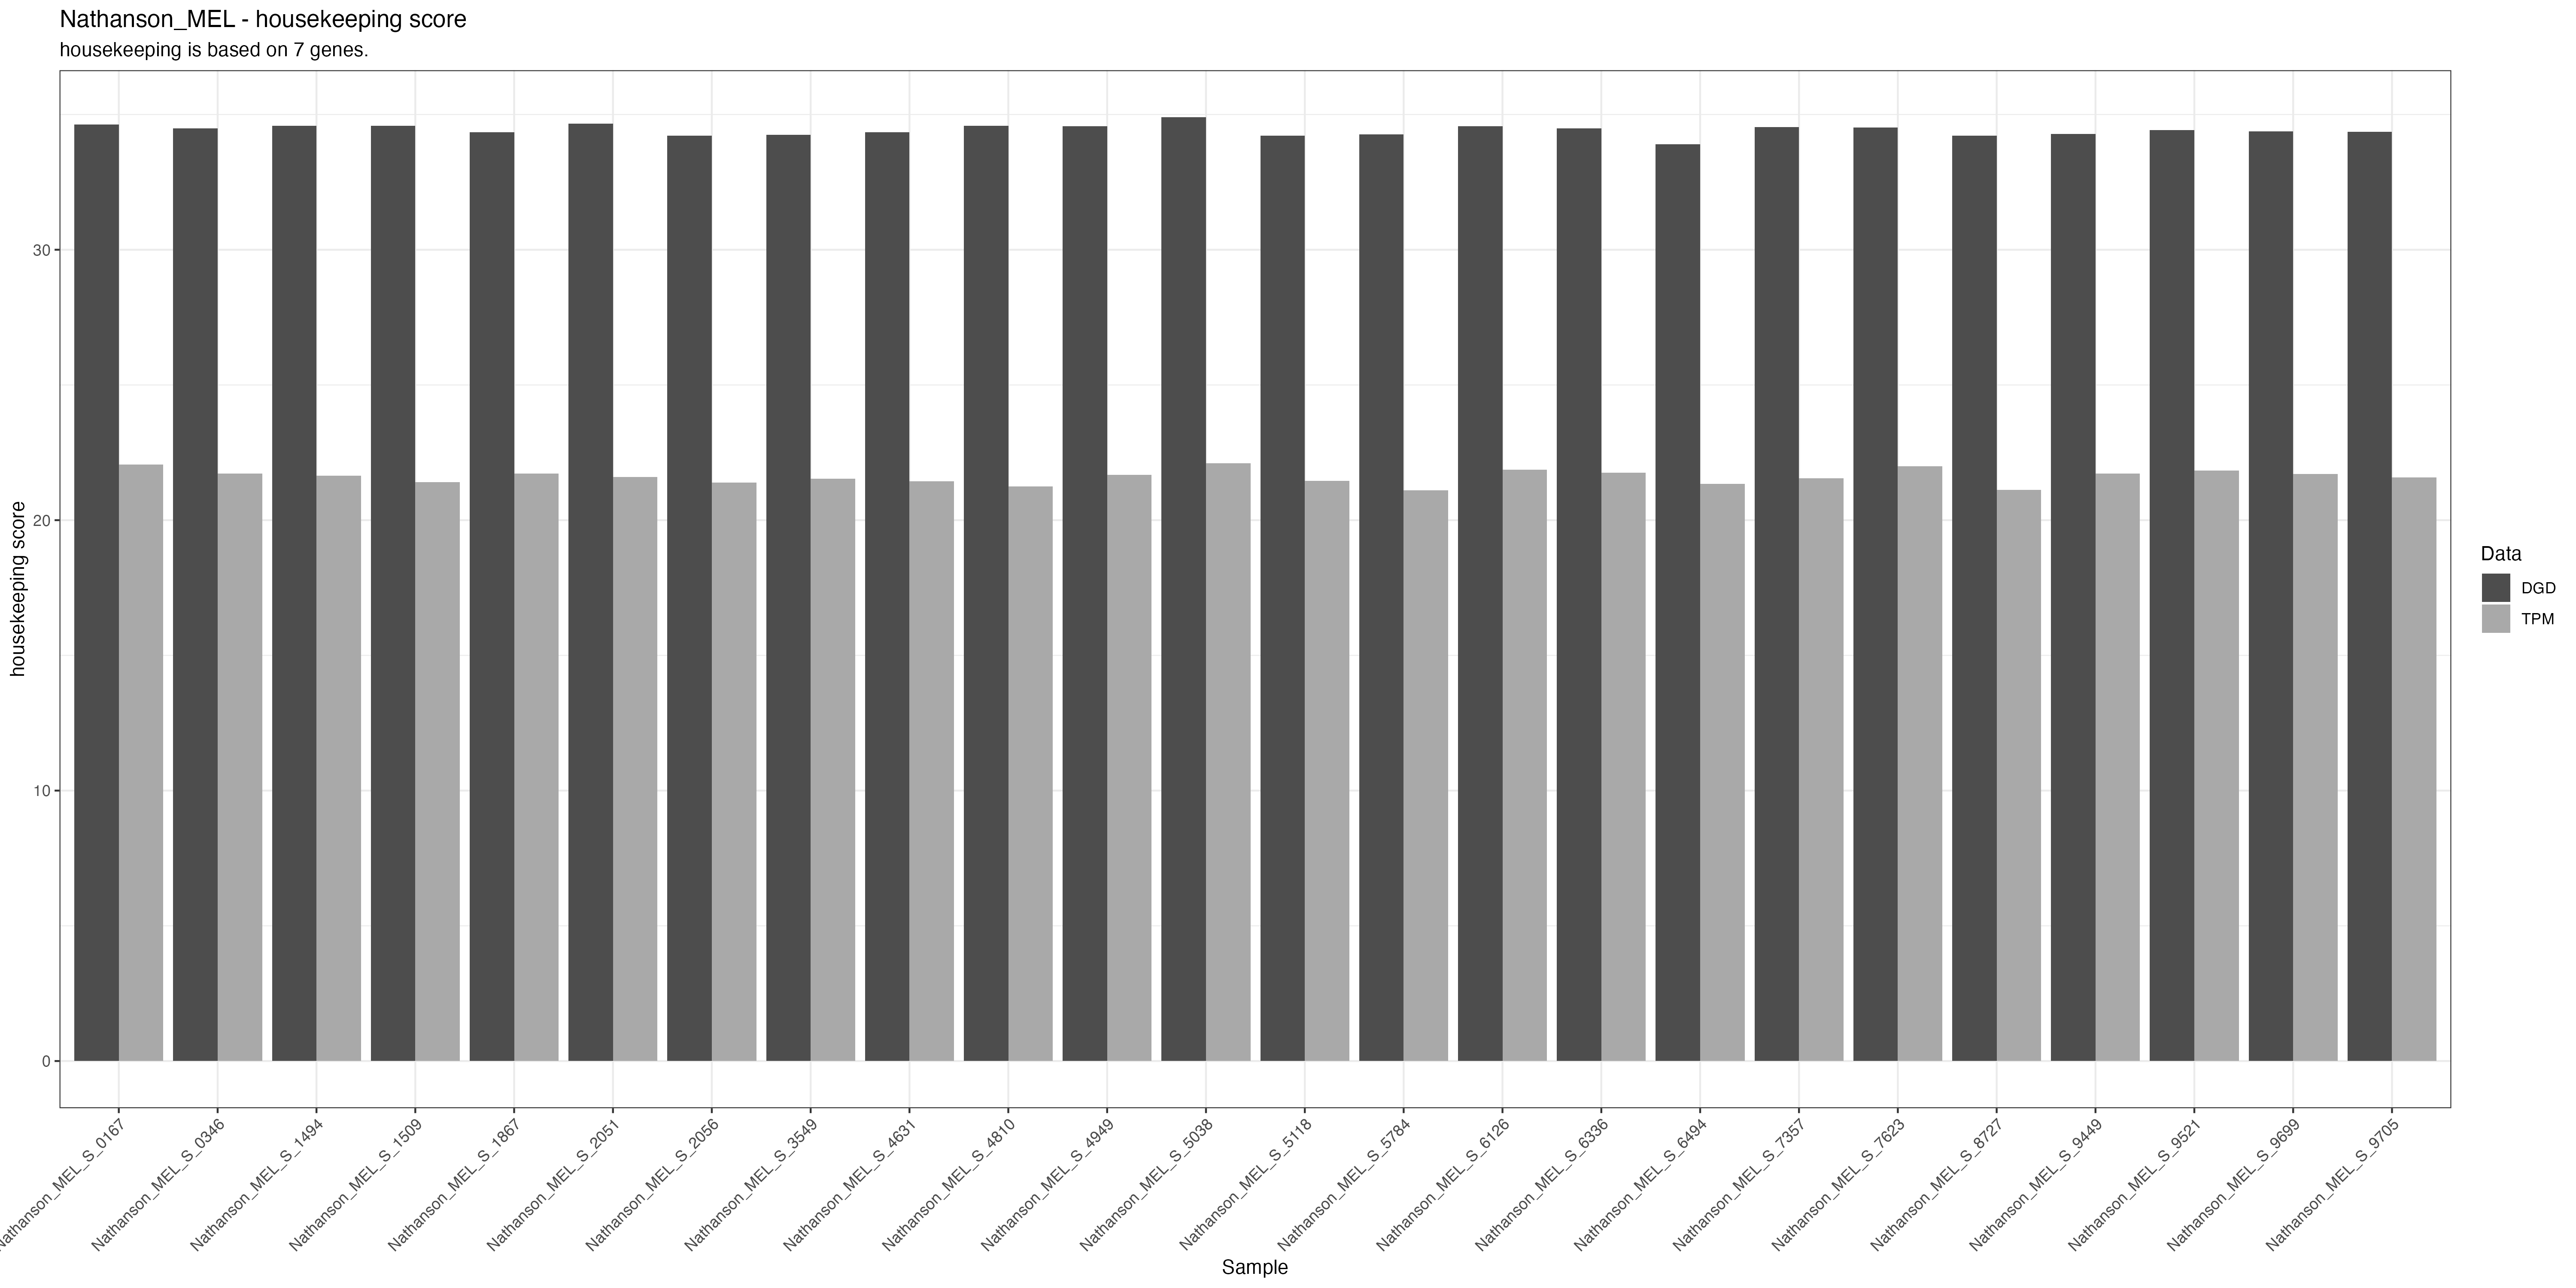 Nathanson_MEL - housekeeping score
housekeeping is based on 7 genes.
housekeeping score
30
20
10
0
Nathanson_MEL_S_0167
Nathanson_MEL_S_0346
Nathanson_MEL_S_1494
Nathanson_MEL_S_1509
Nathanson_MEL_S_1867
Nathanson_MEL_S_2051
Nathanson_MEL_S_2056
Nathanson_MEL_S_3549
Nathanson_MEL_S_4631
Nathanson_MEL_S_4810
Nathanson_MEL_S_4949
Nathanson_MEL_S_5038
Nathanson_MEL_S_5118
Nathanson_MEL_S_5784
Nathanson_MEL_S_6126
Nathanson_MEL_S_6336
Nathanson_MEL_S_6494
Nathanson_MEL_S_7357
Nathanson_MEL_S_7623
Nathanson_MEL_S_8727
Nathanson_MEL_S_9449
Nathanson_MEL_S_9521
Nathanson_MEL_S_9699
Nathanson_MEL_S_9705
Sample
Data
DGD
TPM